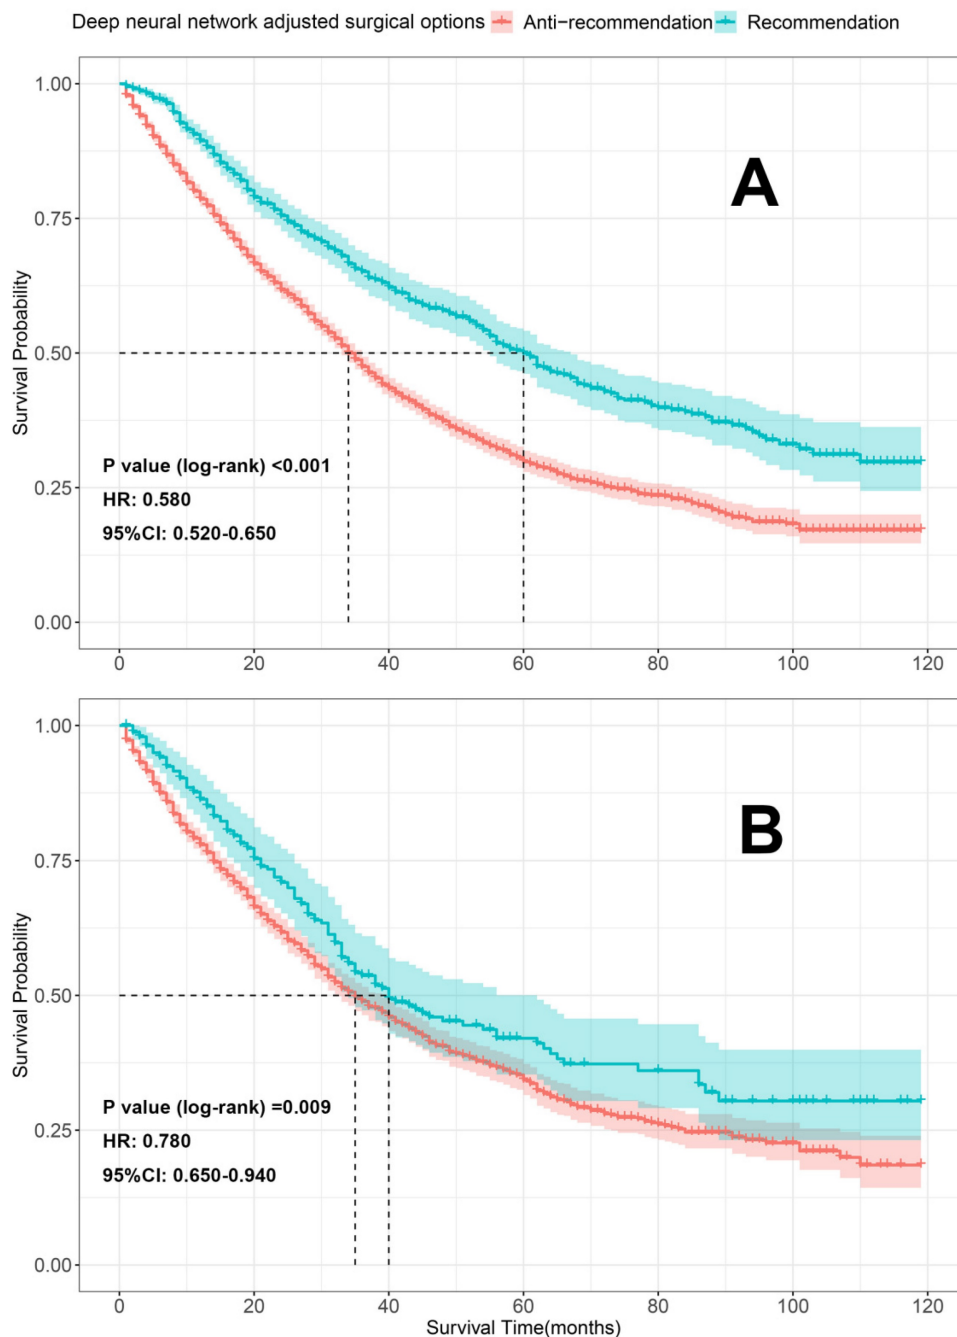 Deep neural network adjusted surgical options Anti-recommendation Recommendation
A
Survival Probability
1.00
0.75
0.50
0.25
0.00
P value (log-rank) <0.001
HR: 0.580
95%CI: 0.520-0.650
0 20 40 60 80 100 120
B
Survival Probability
1.00
0.75
0.50
0.25
0.00
P value (log-rank) =0.009
HR: 0.780
95%CI: 0.650-0.940
0 20 40 60 80 100 120
Survival Time(months)